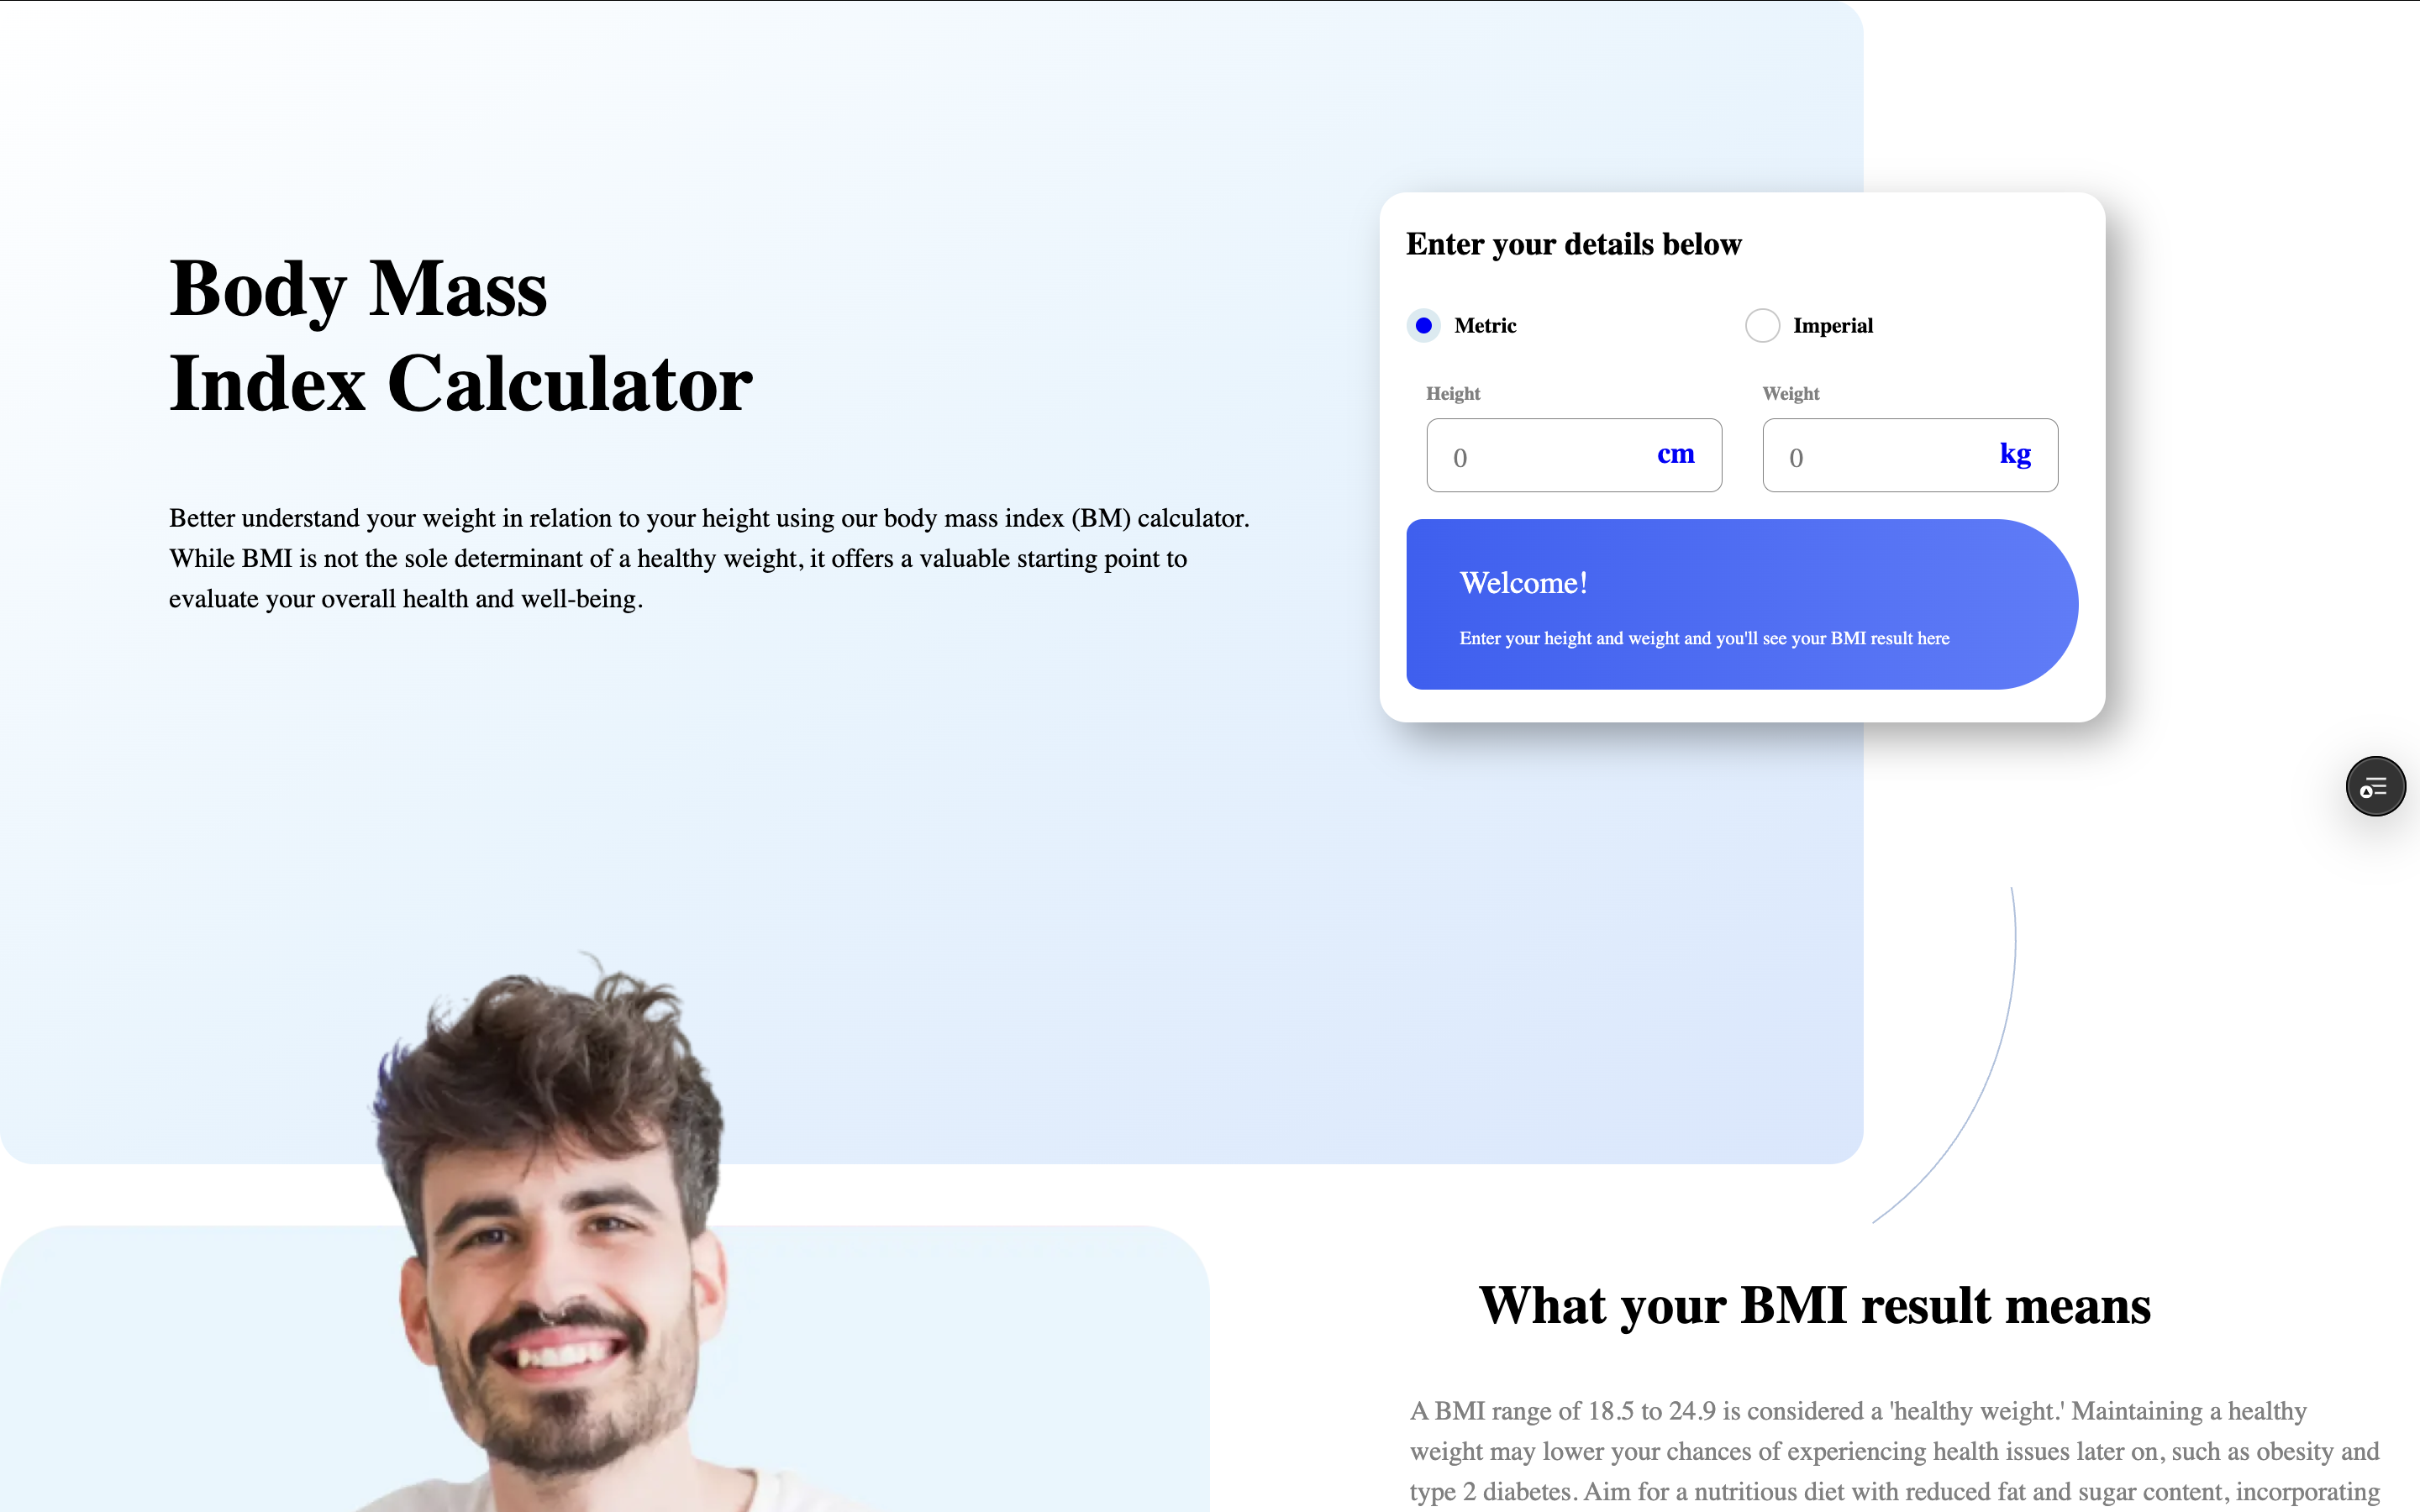 Body Mass
Index Calculator
Better understand your weight in relation to your height using our body mass index (BM) calculator.
While BMI is not the sole determinant of a healthy weight, it offers a valuable starting point to
evaluate your overall health and well-being.
Enter your details below
Metric
Imperial
Height
Weight
0 cm
0 kg
Welcome!
Enter your height and weight and you'll see your BMI result here
What your BMI result means
A BMI range of 18.5 to 24.9 is considered a 'healthy weight.' Maintaining a healthy
weight may lower your chances of experiencing health issues later on, such as obesity and
type 2 diabetes. Aim for a nutritious diet with reduced fat and sugar content, incorporating